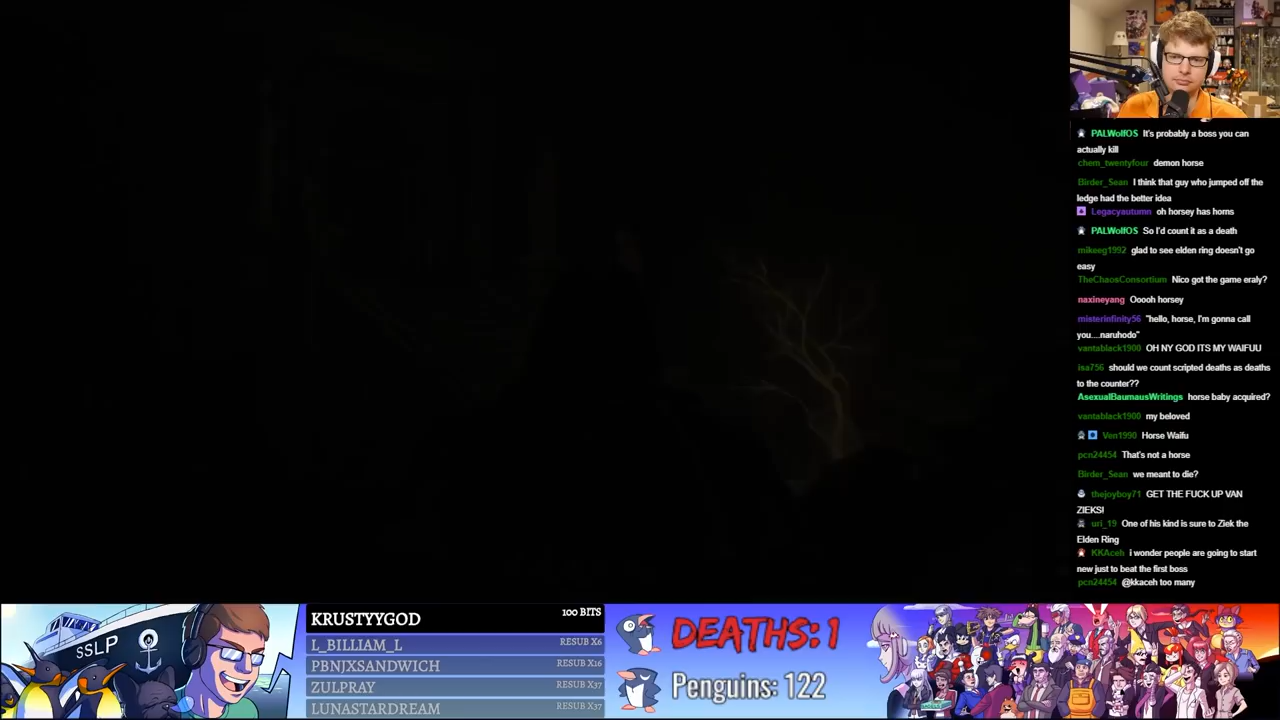 PALWolfOS It's probably a boss you can
actually kill
chem_twentyfour demon horse
Birder_Sean I think that guy who jumped off the
ledge had the better idea
Legacyautumn oh horsey has horns
PALWolfOS So I'd count it as a death
mikeeg1992 glad to see elden ring doesn't go
easy
TheChaosConsortium Nico got the game eraly?
naxineyang Ooooh horsey
misterinfinity56 "hello, horse, I'm gonna call
you....naruhodo"
vantablack1900 OH NY GOD ITS MY WAIFUU
isa756 should we count scripted deaths as deaths
to the counter??
AsexualBaumausWritings horse baby acquired?
vantablack1900 my beloved
Ven1990 Horse Waifu
pcn24454 That's not a horse
Birder_Sean we meant to die?
thejoyboy71 GET THE FUCK UP VAN
ZIEKS!
uri_19 One of his kind is sure to Ziek the
Elden Ring
KKAceh i wonder people are going to start
new just to beat the first boss
pcn24454 @kkaceh too many
SSLP
KRUSTYYGOD 100 BITS
L_BILLIAM_L RESUB X6
PBNJXSANDWICH RESUB X16
ZULPRAY RESUB X37
LUNASTARDREAM RESUB X37
DEATHS: 1
Penguins: 122